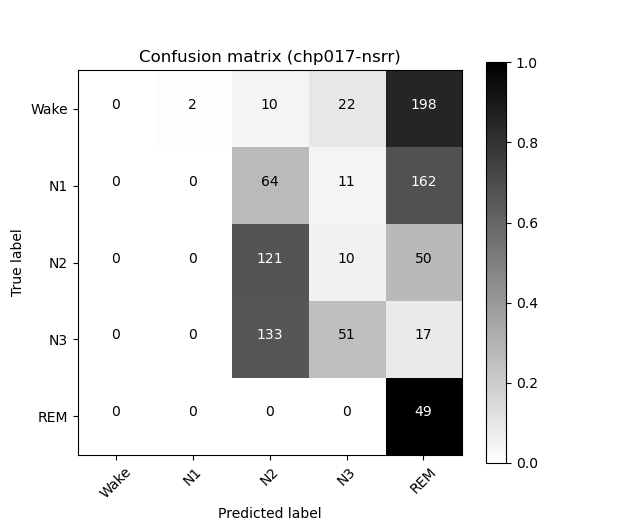 Confusion matrix (chp017-nsrr)
1.0
Wake 0 2 10 22 198
0.8
N1 0 0 64 11 162
0.6
N2 0 0 121 10 50
0.4
N3 0 0 133 51 17
0.2
REM 0 0 0 0 49
0.0
True label
Wake N1 N2 N3 REM
Predicted label